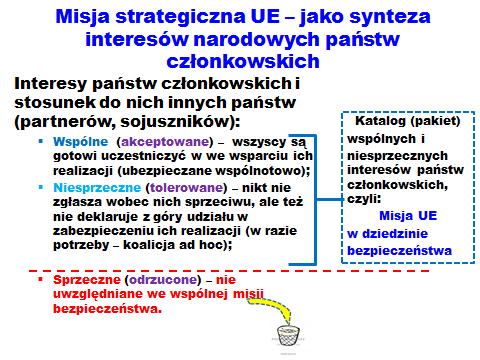 Misja strategiczna UE – jako synteza
interesów narodowych państw
członkowskich
Interesy państw członkowskich i
stosunek do nich innych państw
(partnerów, sojuszników):
Wspólne (akceptowane) – wszyscy są
gotowi uczestniczyć w we wsparciu ich
realizacji (ubezpieczane wspólnotowo);
Niesprzeczne (tolerowane) – nikt nie
zgłasza wobec nich sprzeciwu, ale też
nie deklaruje z góry udziału w
zabezpieczeniu ich realizacji (w razie
potrzeby – koalicja ad hoc);
Sprzeczne (odrzucone) – nie
uwzględniane we wspólnej misji
bezpieczeństwa.
Katalog (pakiet)
wspólnych i
niesprzecznych
interesów państw
członkowskich,
czyli:
Misja UE
w dziedzinie
bezpieczeństwa